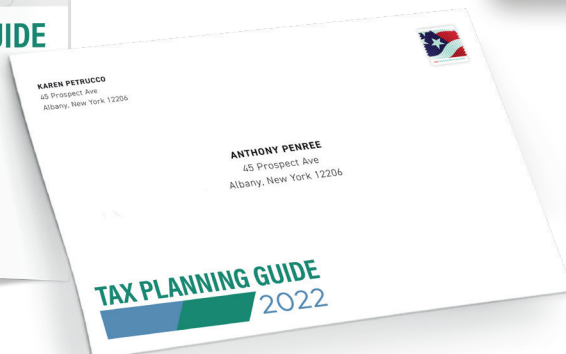 UIDE
KAREN PETRUCCO
45 Prospect Ave
Albany, New York 12206
ANTHONY PENREE
45 Prospect Ave
Albany, New York 12206
TAX PLANNING GUIDE
2022